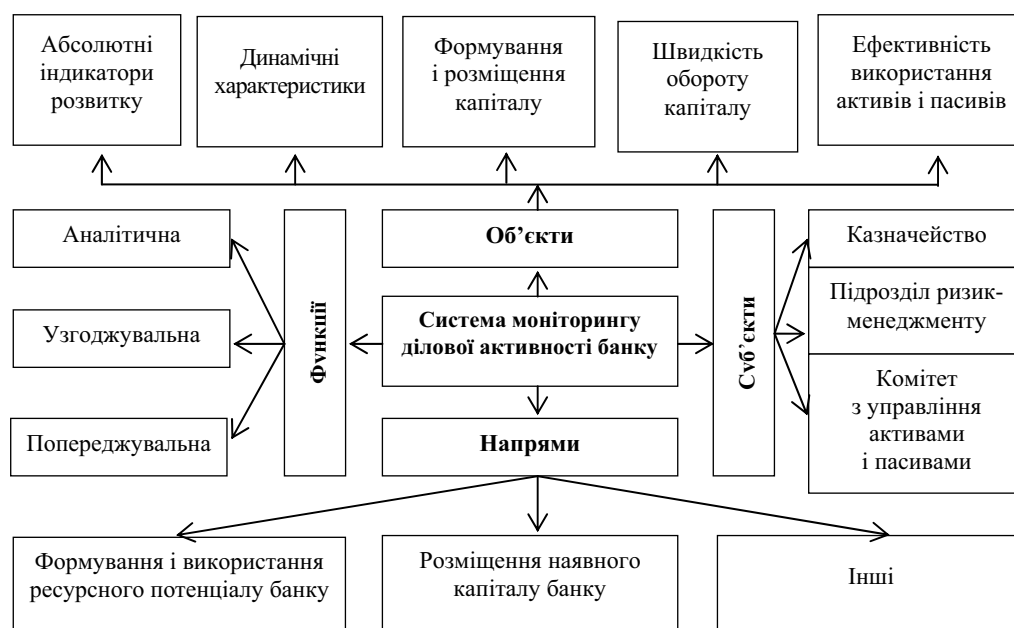 Абсолютні
індикатори
розвитку
Динамічні
характеристики
Формування
і розміщення
капіталу
Швидкість
обороту
капіталу
Ефективність
використання
активів і пасивів
Аналітична
Узгоджувальна
Попереджувальна
Функції
Об’єкти
Система моніторингу
ділової активності банку
Напрями
Суб’єкти
Казначейство
Підрозділ ризик-
менеджменту
Комітет
з управління
активами
і пасивами
Формування і використання
ресурсного потенціалу банку
Розміщення наявного
капіталу банку
Інші